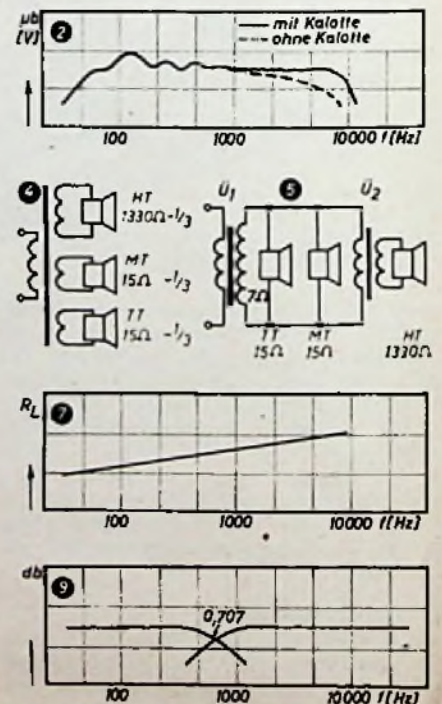 µb
[V]
2
mit Kalotte
ohne Kalotte
100 1000 10000 f[Hz]
4
HT
1330Ω -1/3
MT
15Ω -1/3
TT
15Ω -1/3
Ü1 5 Ü2
7Ω
TT MT HT
15Ω 15Ω 1330Ω
RL 7
100 1000 10000 f[Hz]
db 9
0,707
100 1000 10000 f[Hz]